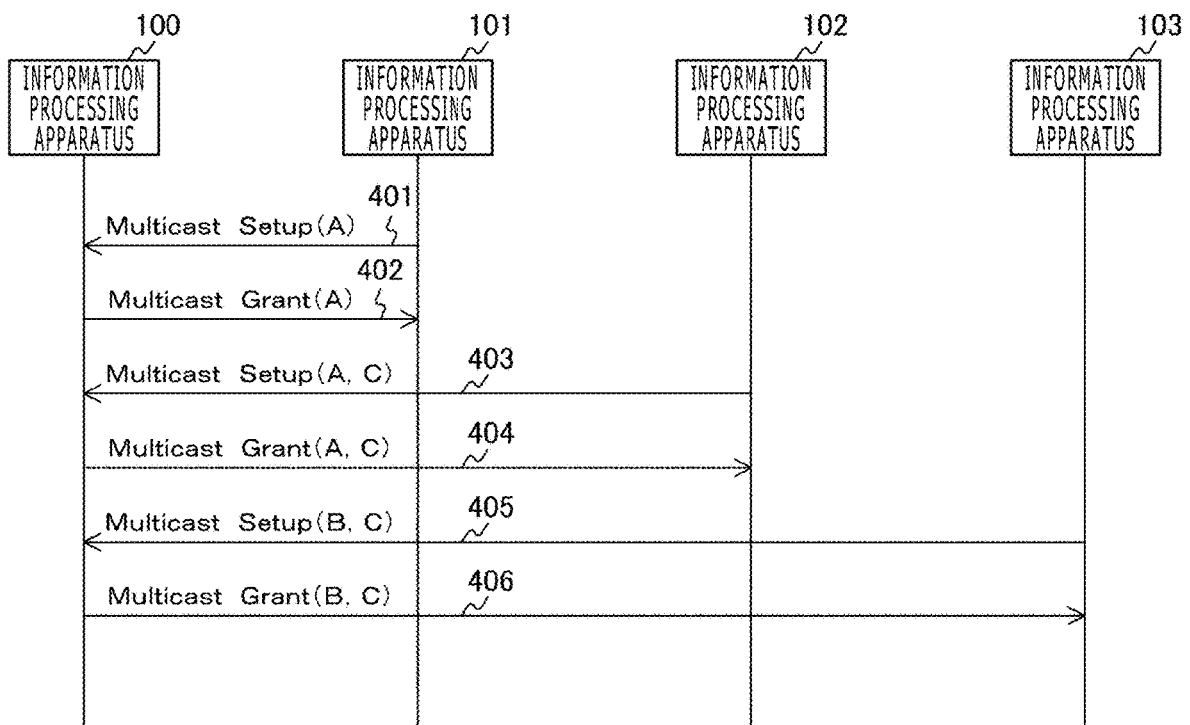 100
101
102
103
INFORMATION
PROCESSING
APPARATUS
INFORMATION
PROCESSING
APPARATUS
INFORMATION
PROCESSING
APPARATUS
INFORMATION
PROCESSING
APPARATUS
401
Multicast Setup(A)
402
Multicast Grant(A)
403
Multicast Setup(A, C)
404
Multicast Grant(A, C)
405
Multicast Setup(B, C)
406
Multicast Grant(B, C)